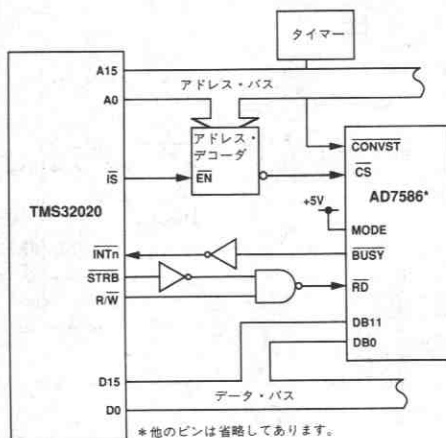 タイマー
A15
アドレス・バス
A0
アドレス・
デコーダ
IS
EN
CONVST
CS
TMS32020
+5V
AD7586*
MODE
INTn
BUSY
STRB
R/W
RD
DB11
DB0
D15
データ・バス
D0
*他のピンは省略してあります。